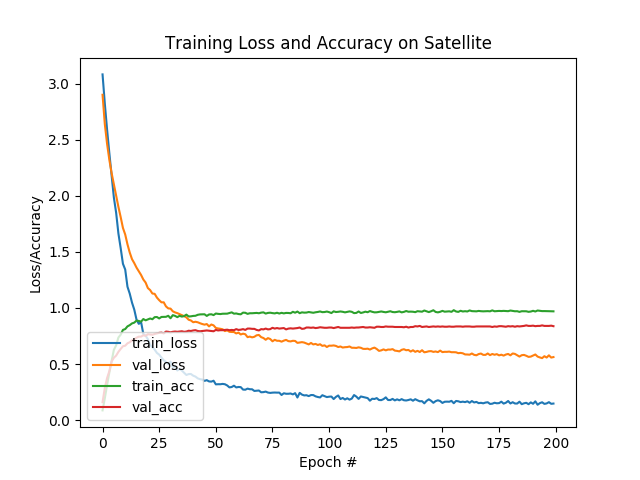 Training Loss and Accuracy on Satellite
Loss/Accuracy
3.0
2.5
2.0
1.5
1.0
0.5
0.0
train_loss
val_loss
train_acc
val_acc
0 25 50 75 100 125 150 175 200
Epoch #